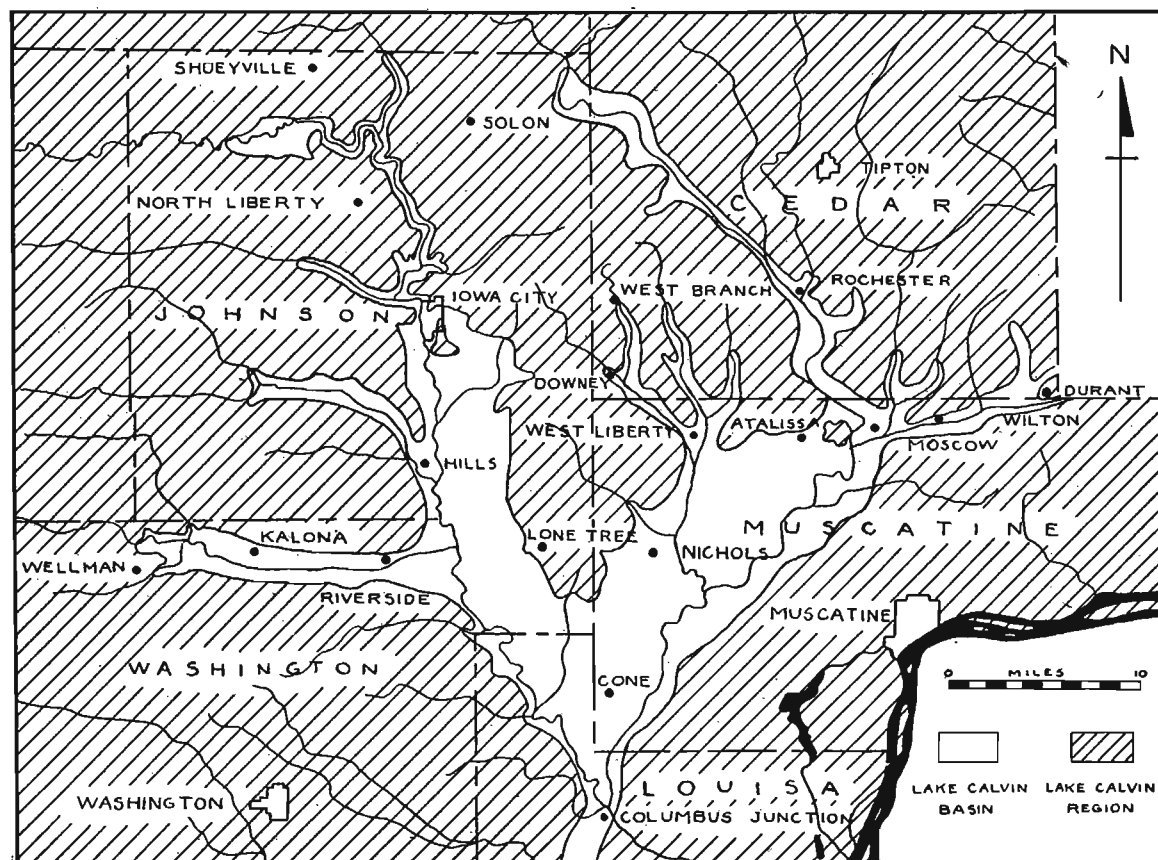 N
SHUEYVILLE
SOLON
TIPTON
NORTH LIBERTY
CEDAR
ROCHESTER
WEST BRANCH
IOWA CITY
JOHNSON
DOWNEY
DURANT
WEST LIBERTY
ATALISSA
WILTON
MOSCOW
HILLS
MUSCATINE
KALONA
LONE TREE
NICHOLS
WELLMAN
RIVERSIDE
MUSCATINE
WASHINGTON
CONE
0 MILES 10
LOUISA
WASHINGTON
COLUMBUS JUNCTION
LAKE CALVIN
BASIN
LAKE CALVIN
REGION